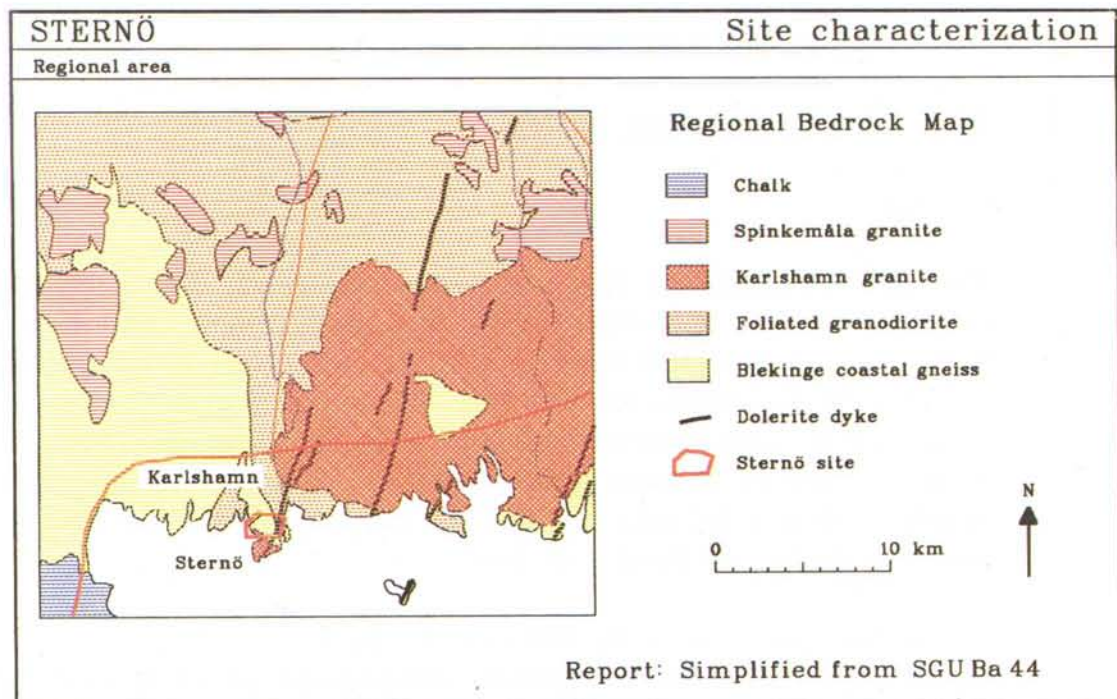 STERNÖ Site characterization
Regional area
Regional Bedrock Map
Chalk
Spinkemåla granite
Karlshamn granite
Foliated granodiorite
Blekinge coastal gneiss
Dolerite dyke
Sternö site
Karlshamn
Sternö
N
0 10 km
Report: Simplified from SGU Ba 44